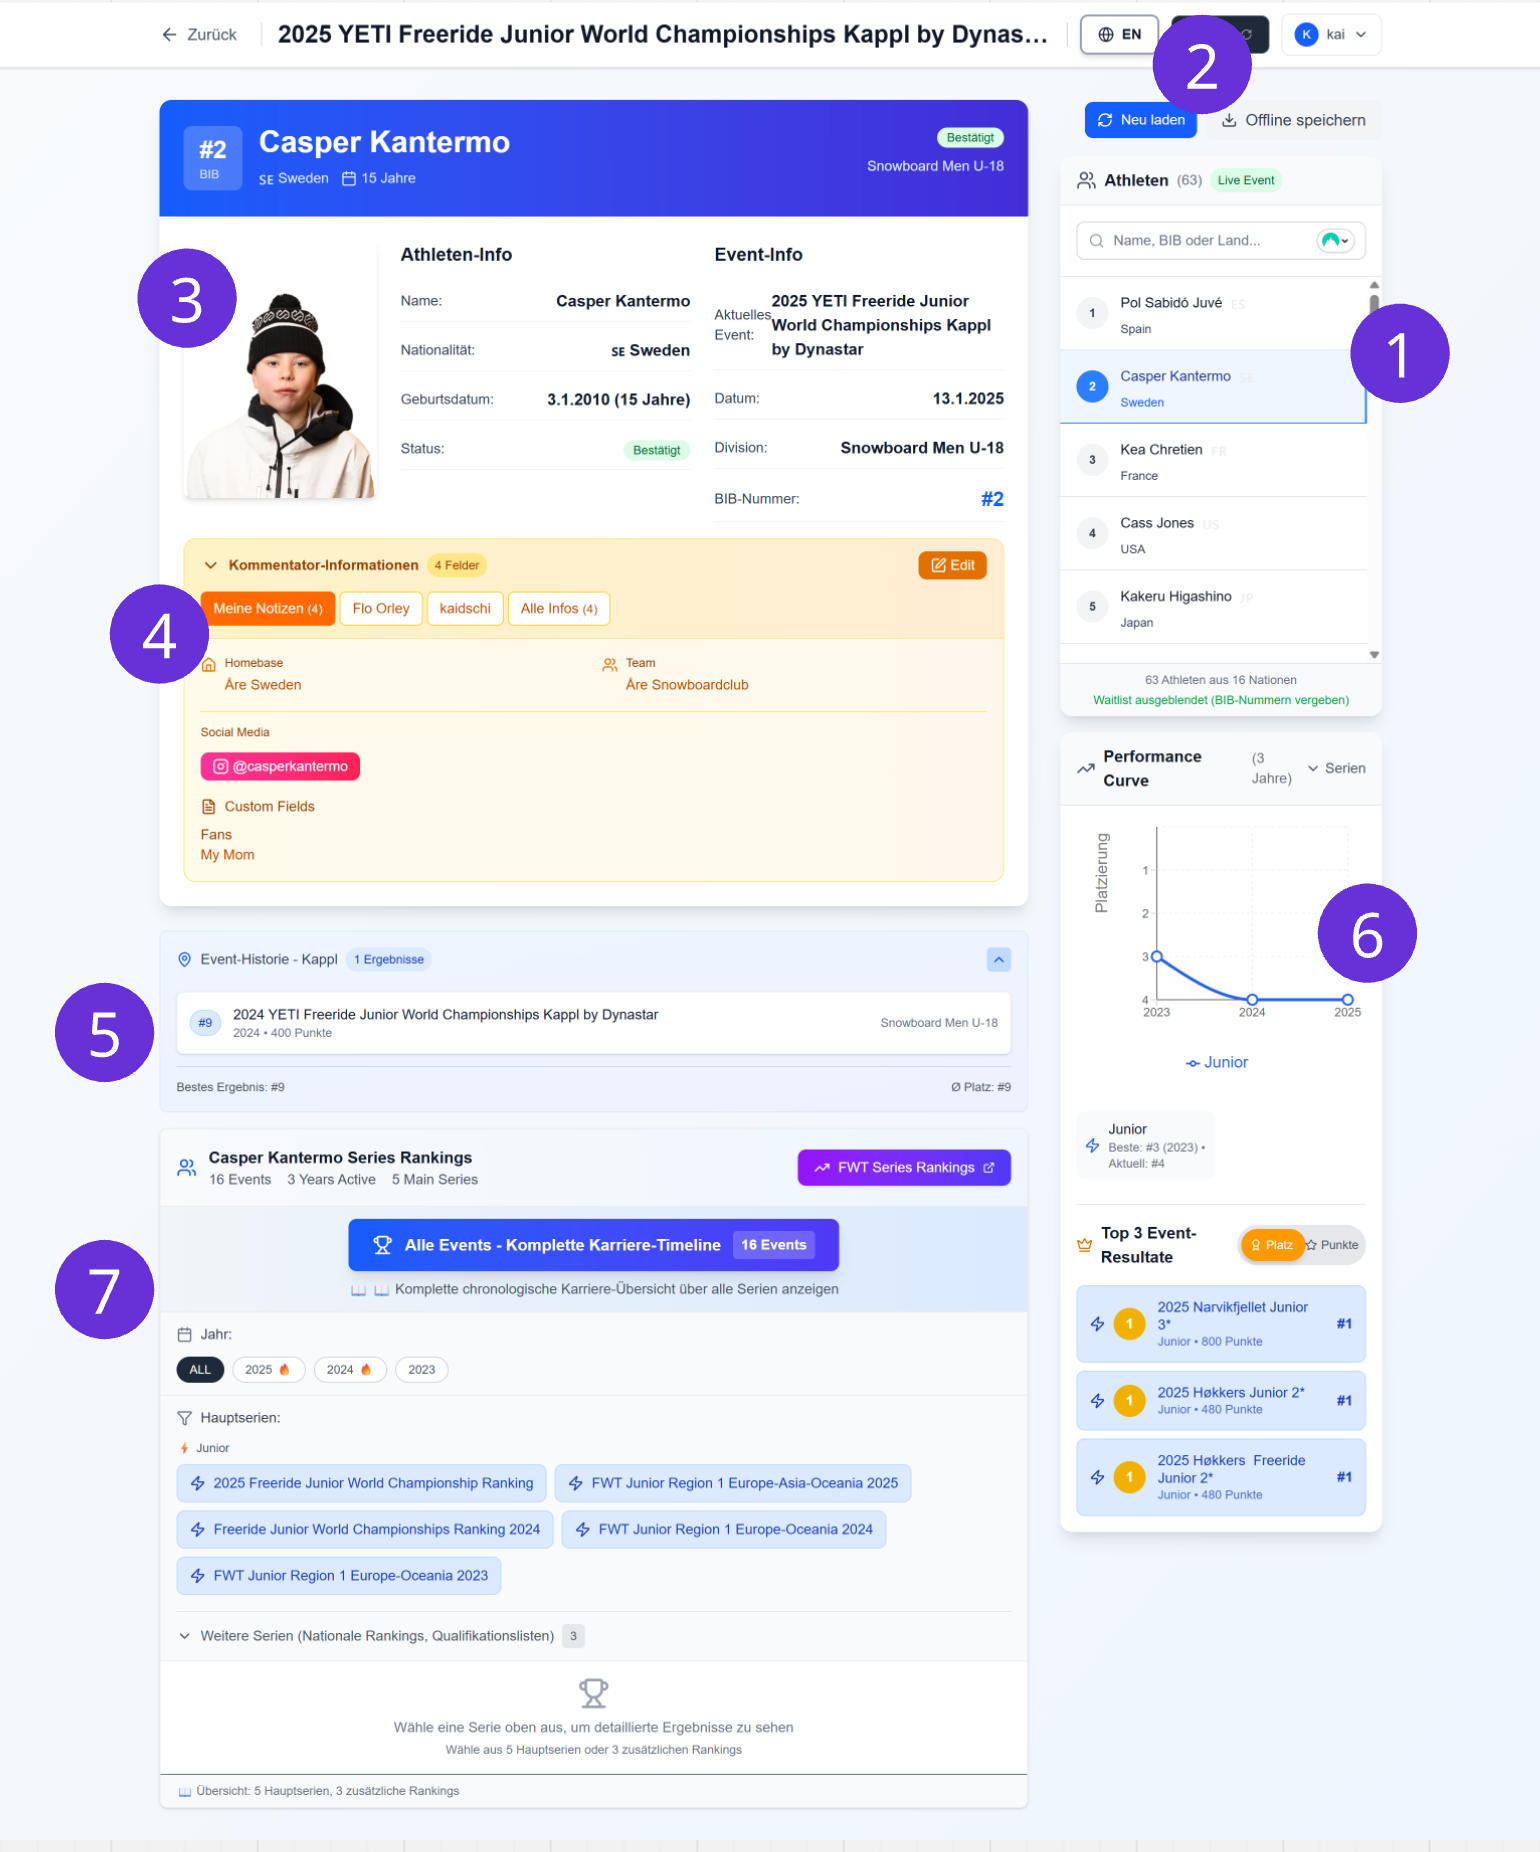 Zurück
2025 YETI Freeride Junior World Championships Kappl by Dynas...
EN
2
K
kai
#2
BIB
Casper Kantermo
SE Sweden
15 Jahre
Bestätigt
Snowboard Men U-18
3
Athleten-Info
Name:
Casper Kantermo
Nationalität:
SE Sweden
Geburtsdatum:
3.1.2010 (15 Jahre)
Status:
Bestätigt
Event-Info
Aktuelles Event:
2025 YETI Freeride Junior
World Championships Kappl
by Dynastar
Datum:
13.1.2025
Division:
Snowboard Men U-18
BIB-Nummer:
#2
4
Kommentator-Informationen
4 Felder
Edit
Meine Notizen (4)
Flo Orley
kaidschi
Alle Infos (4)
Homebase
Åre Sweden
Team
Åre Snowboardclub
Social Media
@casperkantermo
Custom Fields
Fans
My Mom
5
Event-Historie - Kappl
1 Ergebnisse
#9
2024 YETI Freeride Junior World Championships Kappl by Dynastar
2024 • 400 Punkte
Snowboard Men U-18
Bestes Ergebnis: #9
Ø Platz: #9
7
Casper Kantermo Series Rankings
16 Events 3 Years Active 5 Main Series
FWT Series Rankings
Alle Events - Komplette Karriere-Timeline
16 Events
Komplette chronologische Karriere-Übersicht über alle Serien anzeigen
Jahr:
ALL
2025
2024
2023
Hauptserien:
Junior
2025 Freeride Junior World Championship Ranking
FWT Junior Region 1 Europe-Asia-Oceania 2025
Freeride Junior World Championships Ranking 2024
FWT Junior Region 1 Europe-Oceania 2024
FWT Junior Region 1 Europe-Oceania 2023
Weitere Serien (Nationale Rankings, Qualifikationslisten)
3
Wähle eine Serie oben aus, um detaillierte Ergebnisse zu sehen
Wähle aus 5 Hauptserien oder 3 zusätzlichen Rankings
Übersicht: 5 Hauptserien, 3 zusätzliche Rankings
Neu laden
Offline speichern
Athleten (63)
Live Event
Name, BIB oder Land...
1
1
Pol Sabidó Juvé ES
Spain
2
Casper Kantermo SE
Sweden
3
Kea Chretien FR
France
4
Cass Jones US
USA
5
Kakeru Higashino JP
Japan
63 Athleten aus 16 Nationen
Waitlist ausgeblendet (BIB-Nummern vergeben)
Performance
Curve
(3
Jahre)
Serien
6
Platzierung
1
2
3
4
2023
2024
2025
Junior
Junior
Beste: #3 (2023) •
Aktuell: #4
Top 3 Event-
Resultate
Platz
Punkte
1
2025 Narvikfjellet Junior
3*
Junior • 800 Punkte
#1
1
2025 Høkkers Junior 2*
Junior • 480 Punkte
#1
1
2025 Høkkers Freeride
Junior 2*
Junior • 480 Punkte
#1